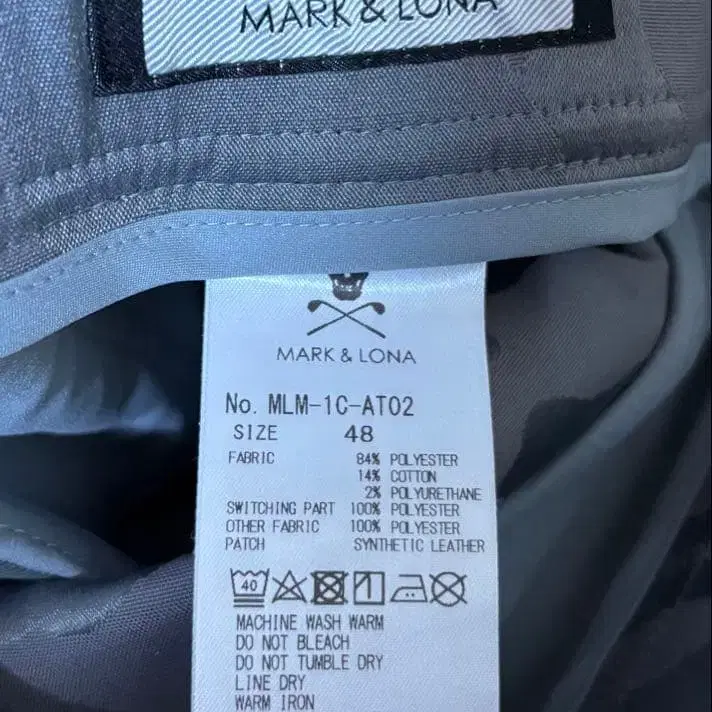 MARK & LONA
MARK & LONA
No. MLM-1C-AT02
SIZE 48
FABRIC 84% POLYESTER
14% COTTON
2% POLYURETHANE
SWITCHING PART 100% POLYESTER
OTHER FABRIC 100% POLYESTER
PATCH SYNTHETIC LEATHER
40
MACHINE WASH WARM
DO NOT BLEACH
DO NOT TUMBLE DRY
LINE DRY
WARM IRON